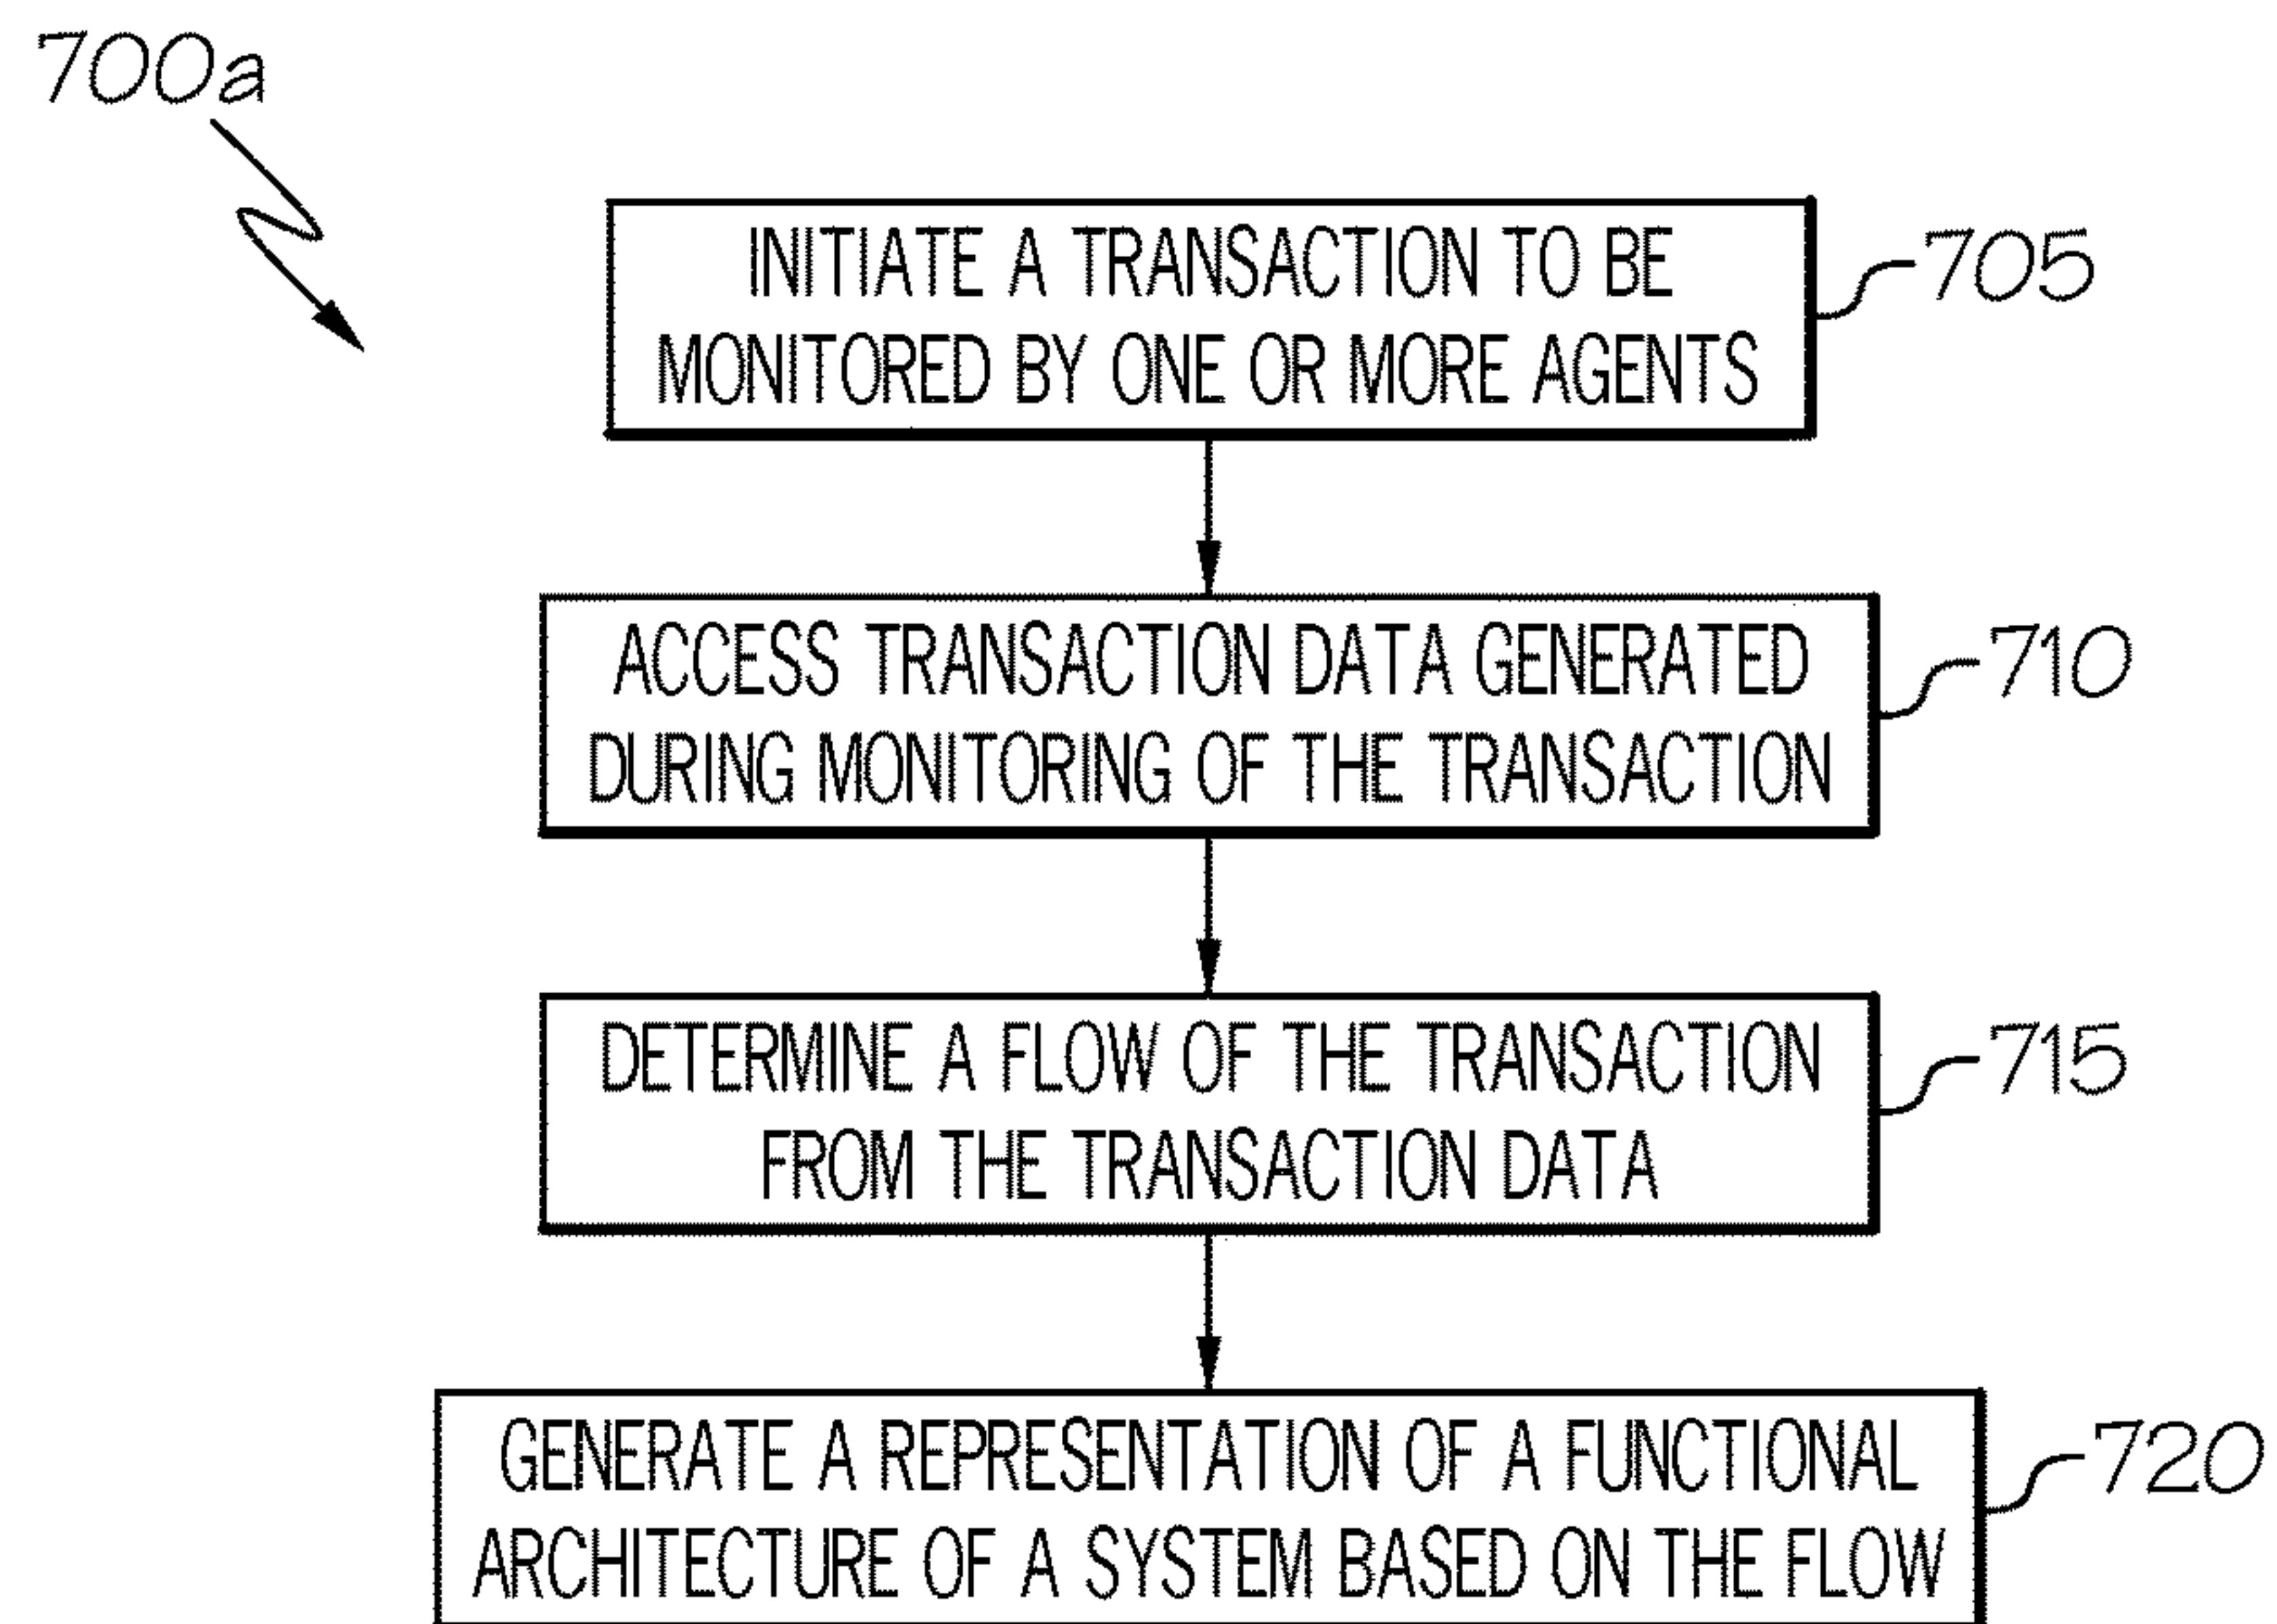 700a
INITIATE A TRANSACTION TO BE
MONITORED BY ONE OR MORE AGENTS
705
ACCESS TRANSACTION DATA GENERATED
DURING MONITORING OF THE TRANSACTION
710
DETERMINE A FLOW OF THE TRANSACTION
FROM THE TRANSACTION DATA
715
GENERATE A REPRESENTATION OF A FUNCTIONAL
ARCHITECTURE OF A SYSTEM BASED ON THE FLOW
720